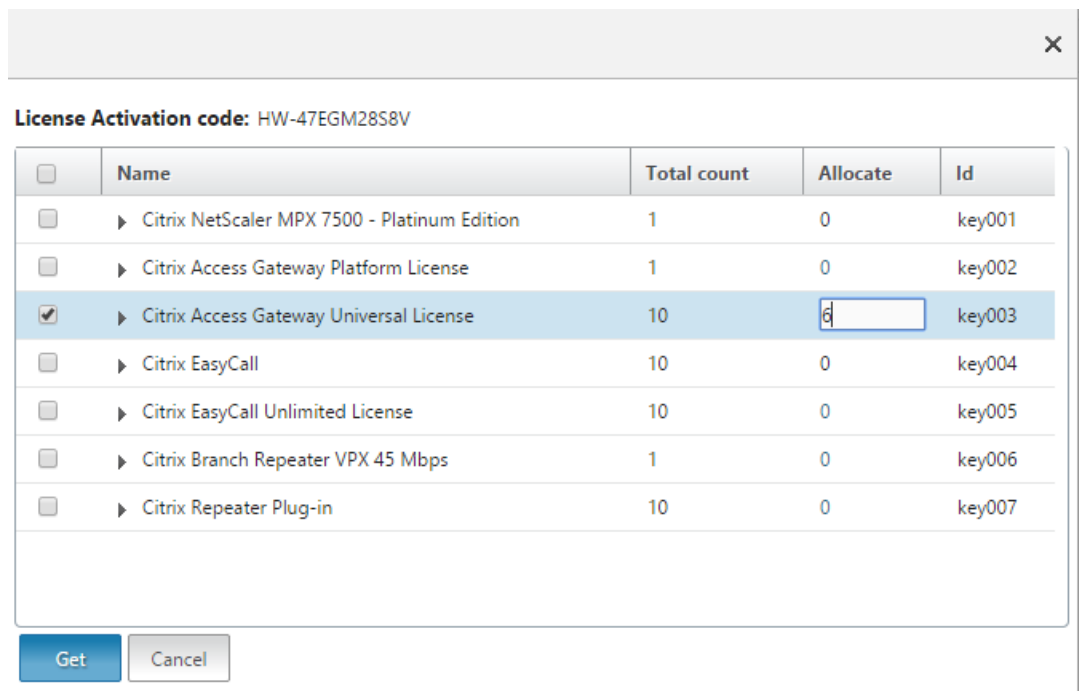 License Activation code: HW-47EGM28S8V
Name Total count Allocate Id
Citrix NetScaler MPX 7500 - Platinum Edition 1 0 key001
Citrix Access Gateway Platform License 1 0 key002
Citrix Access Gateway Universal License 10 6 key003
Citrix EasyCall 10 0 key004
Citrix EasyCall Unlimited License 10 0 key005
Citrix Branch Repeater VPX 45 Mbps 1 0 key006
Citrix Repeater Plug-in 10 0 key007
Get Cancel